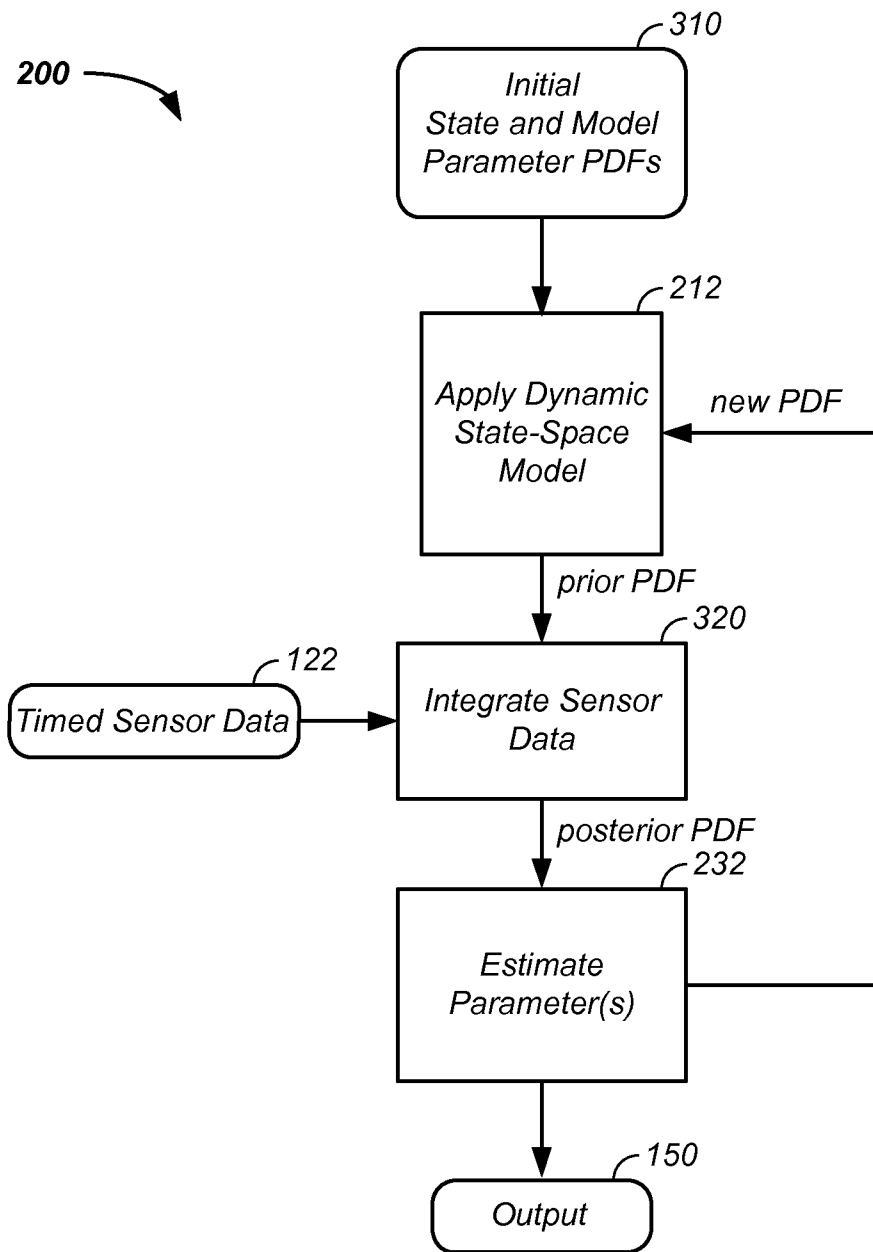 310
200
Initial
State and Model
Parameter PDFs
212
Apply Dynamic
State-Space
Model
new PDF
prior PDF
320
122
Timed Sensor Data
Integrate Sensor
Data
posterior PDF
232
Estimate
Parameter(s)
150
Output